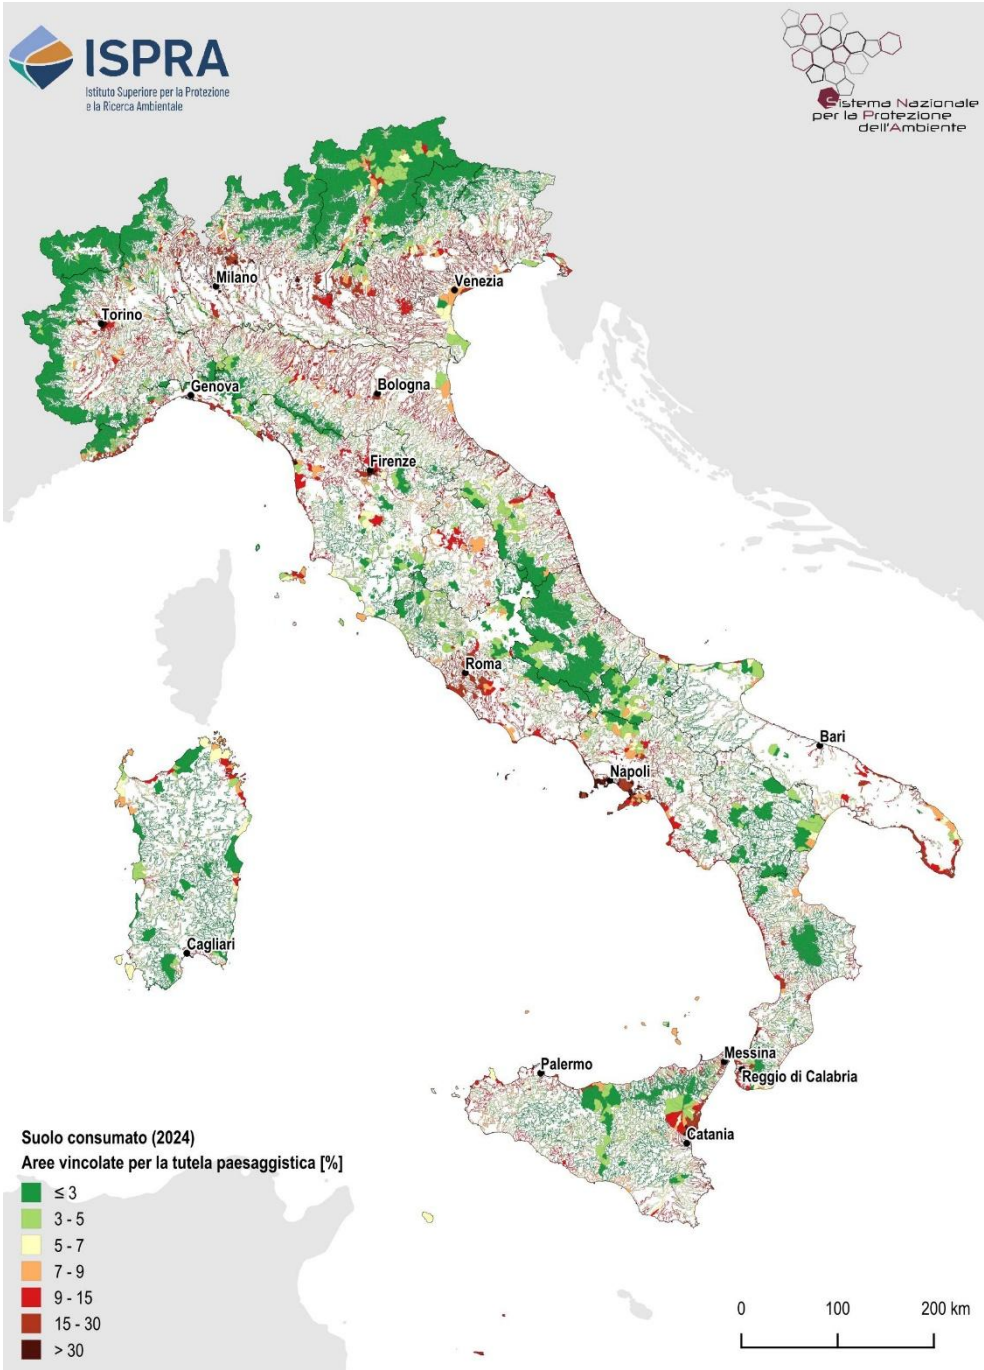 ISPRA
Istituto Superiore per la Protezione
e la Ricerca Ambientale
Sistema Nazionale
per la Protezione
dell'Ambiente
Milano
Venezia
Torino
Genova
Bologna
Firenze
Roma
Bari
Napoli
Cagliari
Messina
Palermo
Reggio di Calabria
Catania
Suolo consumato (2024)
Aree vincolate per la tutela paesaggistica [%]
≤ 3
3 - 5
5 - 7
7 - 9
9 - 15
15 - 30
> 30
0 100 200 km